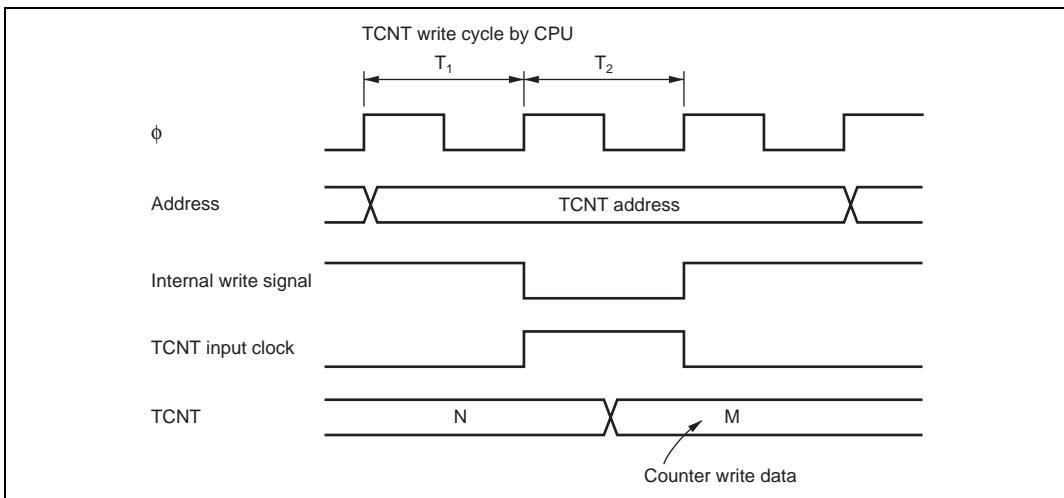 TCNT write cycle by CPU
T₁ T₂
ϕ
Address
TCNT address
Internal write signal
TCNT input clock
TCNT
N
M
Counter write data